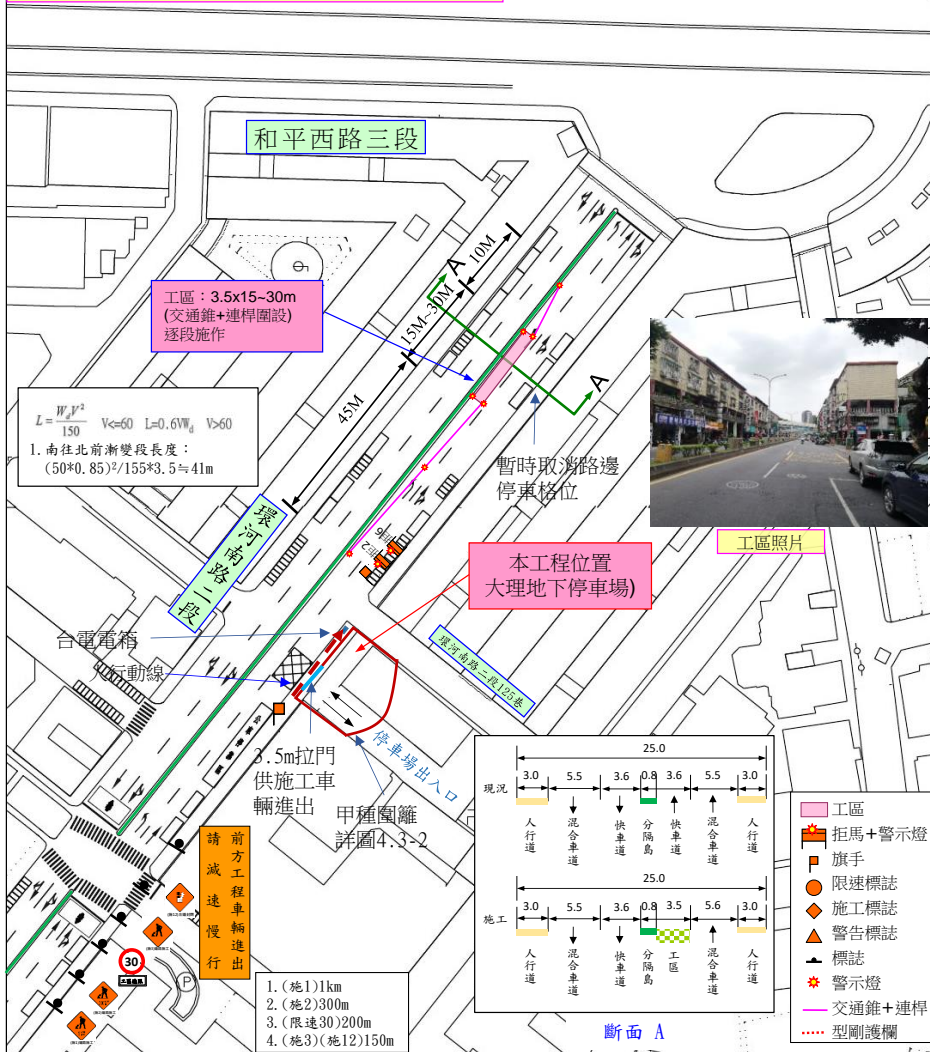 和平西路三段
10M
A
15M~30M
45M
A
工區：3.5x15~30m
(交通錐+連桿圍設)
逐段施作
L=W_dV²/150 V<=60 L=0.6VW_d V>60
1.南往北前漸變段長度：
(50*0.85)²/155*3.5≒41m
暫時取消路邊
停車格位
工區照片
環河南路二段
拒6
拒2
本工程位置
大理地下停車場)
台電電箱
人行動線
環河南路二段125巷
停車場出入口
3.5m拉門
供施工車
輛進出
甲種圍籬
詳圖4.3-2
前方工程車輛進出
請減速慢行
30
P
1.(施1)1km
2.(施2)300m
3.(限速30)200m
4.(施3)(施12)150m
25.0
現況
3.0 5.5 3.6 0.8 3.6 5.5 3.0
人行道 混合車道 快車道 分隔島 快車道 混合車道 人行道
25.0
施工
3.0 5.5 3.6 0.8 3.5 5.6 3.0
人行道 混合車道 快車道 分隔島 工區 混合車道 人行道
斷面 A
工區
拒馬+警示燈
旗手
限速標誌
施工標誌
警告標誌
標誌
警示燈
交通錐+連桿
型剛護欄